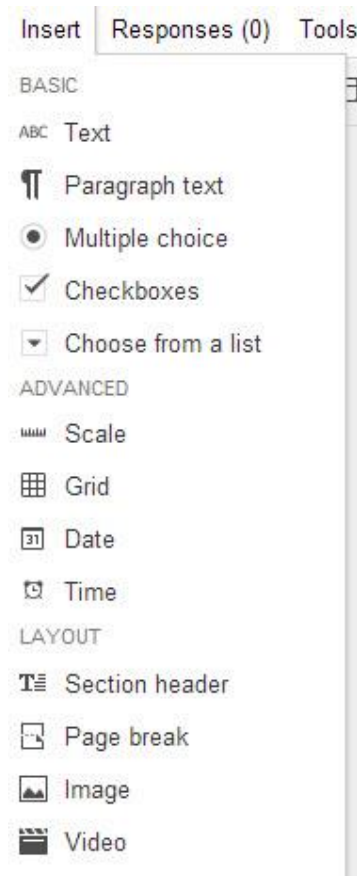 Insert Responses (0) Tools
BASIC
ABC Text
¶ Paragraph text
Multiple choice
Checkboxes
Choose from a list
ADVANCED
Scale
Grid
31 Date
Time
LAYOUT
T Section header
Page break
Image
Video